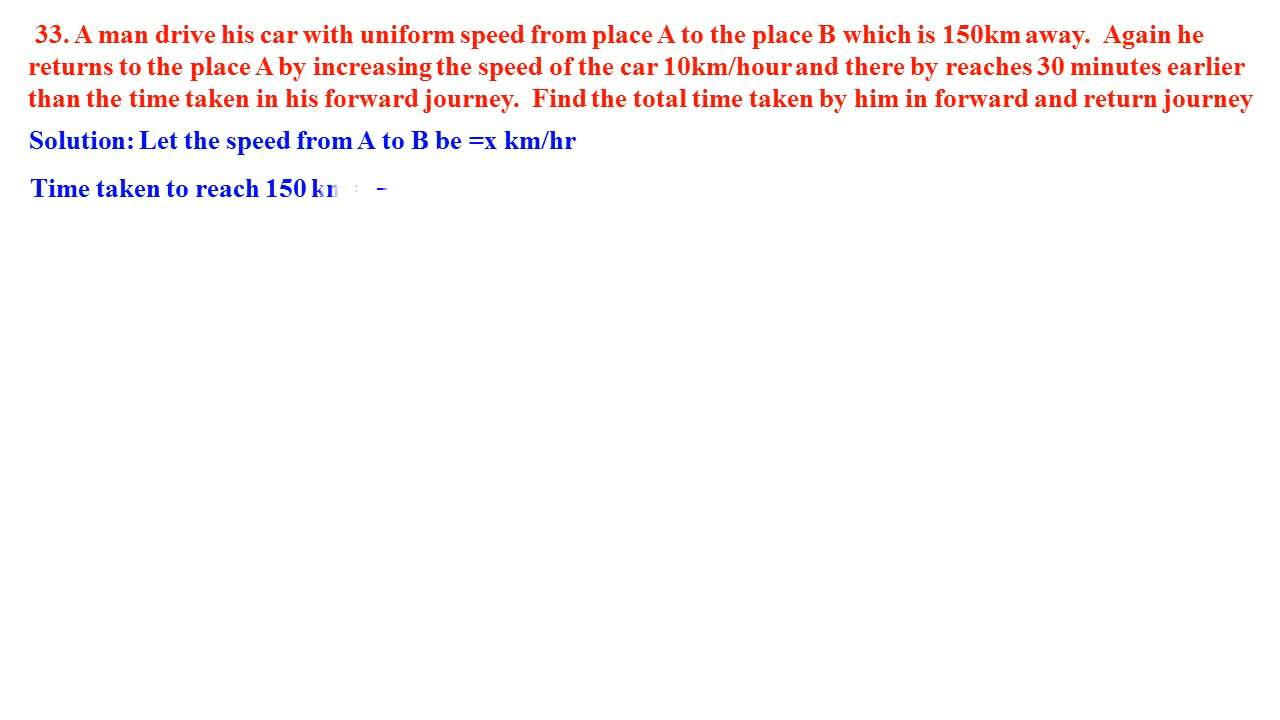 33. A man drive his car with uniform speed from place A to the place B which is 150km away. Again he
returns to the place A by increasing the speed of the car 10km/hour and there by reaches 30 minutes earlier
than the time taken in his forward journey. Find the total time taken by him in forward and return journey
Solution: Let the speed from A to B be =x km/hr
Time taken to reach 150